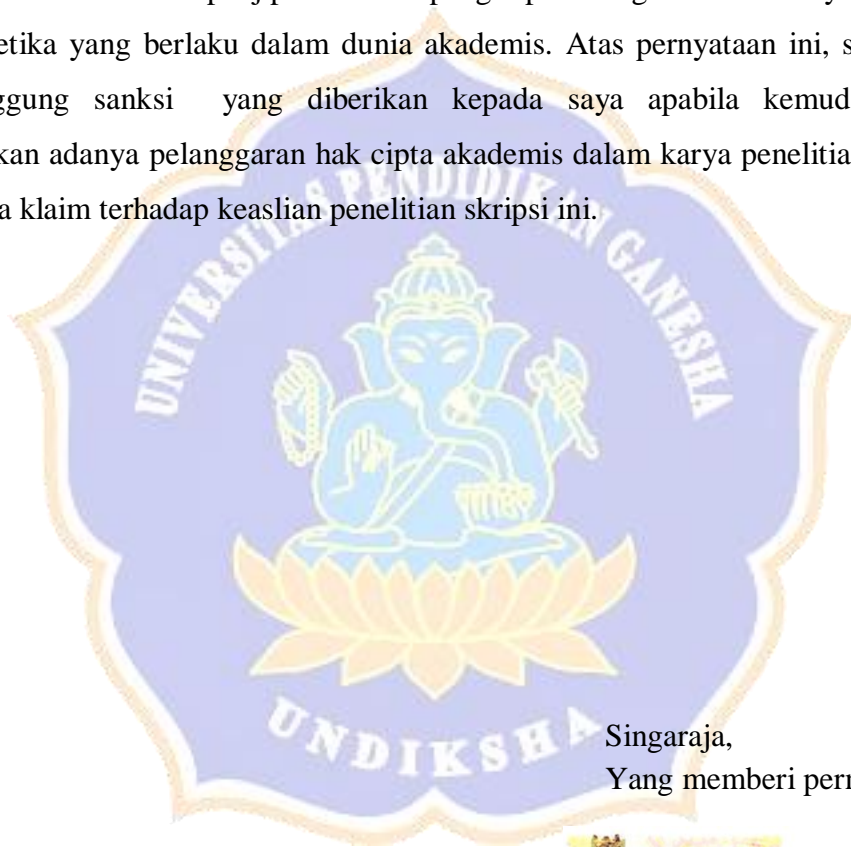 etika yang berlaku dalam dunia akademis. Atas pernyataan ini, s
ggung sanksi yang diberikan kepada saya apabila kemud
kan adanya pelanggaran hak cipta akademis dalam karya penelitia
a klaim terhadap keaslian penelitian skripsi ini.
UNIVERSITAS PENDIDIKAN GANESHA
UNDIKSHA
Singaraja,
Yang memberi per